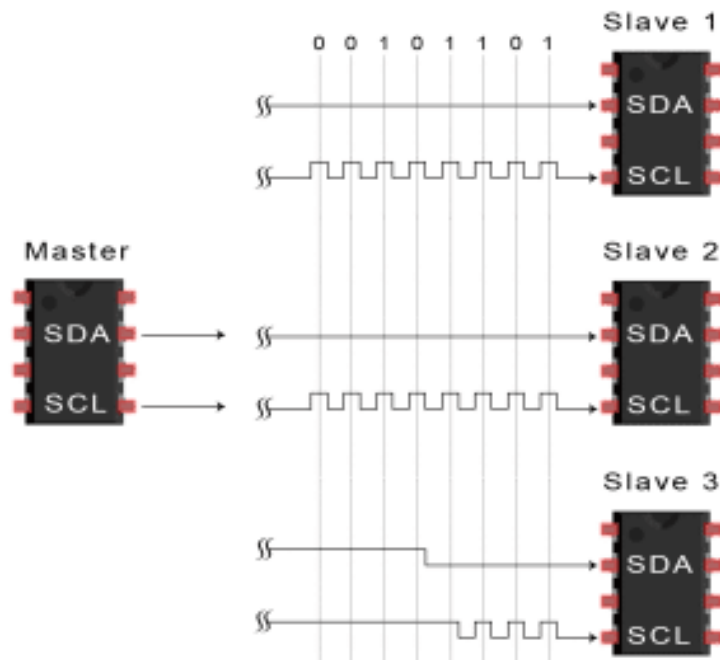 Slave 1
0 0 1 0 1 1 0 1
SDA
SCL
Master
SDA
SCL
Slave 2
SDA
SCL
Slave 3
SDA
SCL